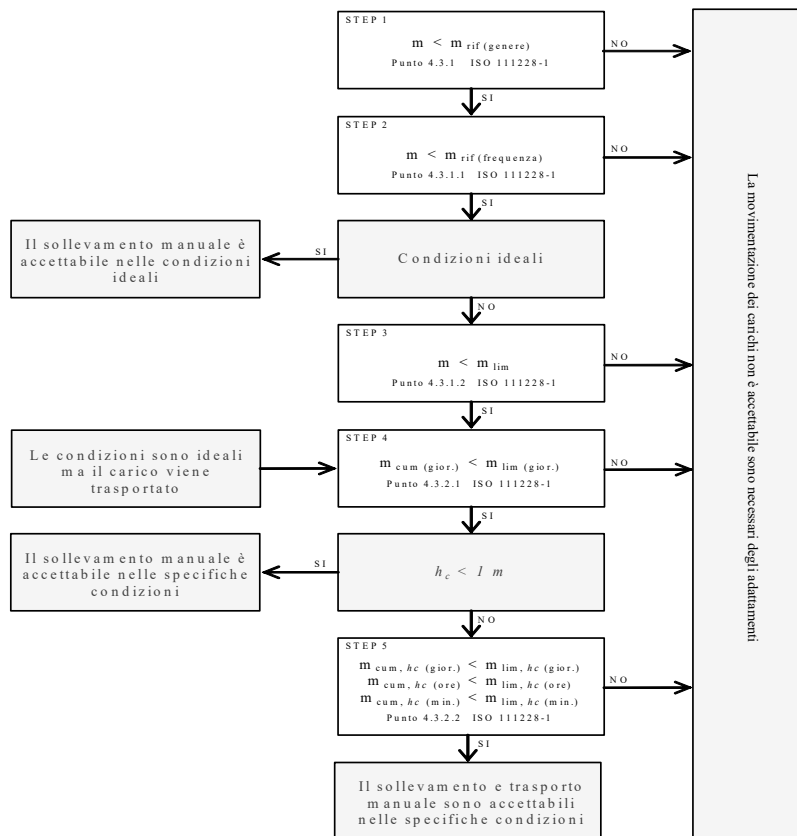 STEP 1
m < m rif (genere)
Punto 4.3.1 ISO 111228-1
NO
SI
STEP 2
m < m rif (frequenza)
Punto 4.3.1.1 ISO 111228-1
NO
SI
Il sollevamento manuale è
accettabile nelle condizioni
ideali
SI
Condizioni ideali
NO
STEP 3
m < m lim
Punto 4.3.1.2 ISO 111228-1
NO
SI
Le condizioni sono ideali
ma il carico viene
trasportato
STEP 4
m cum (gior.) < m lim (gior.)
Punto 4.3.2.1 ISO 111228-1
NO
SI
Il sollevamento manuale è
accettabile nelle specifiche
condizioni
SI
hc < 1 m
NO
STEP 5
m cum, hc (gior.) < m lim, hc (gior.)
m cum, hc (ore) < m lim, hc (ore)
m cum, hc (min.) < m lim, hc (min.)
Punto 4.3.2.2 ISO 111228-1
NO
SI
Il sollevamento e trasporto
manuale sono accettabili
nelle specifiche condizioni
La movimentazione dei carichi non è accettabile sono necessari degli adattamenti